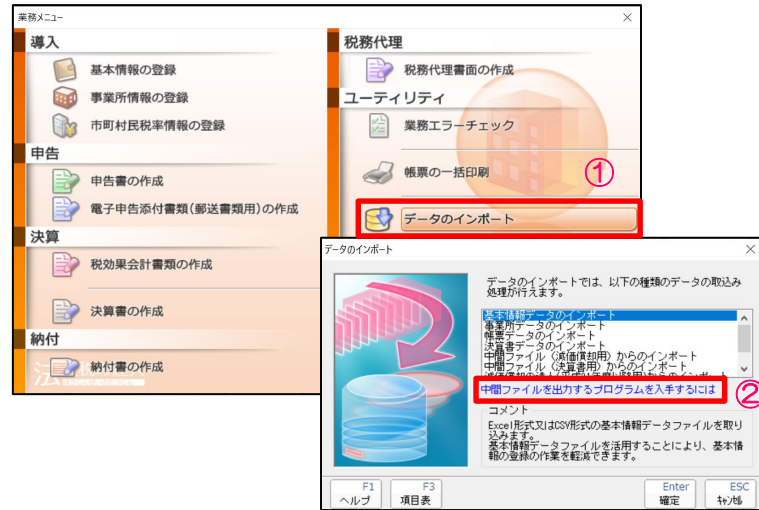 業務メニュー
導入
基本情報の登録
事業所情報の登録
市町村民税率情報の登録
申告
申告書の作成
電子申告添付書類(郵送書類用)の作成
決算
税効果会計書類の作成
決算書の作成
納付
納付書の作成
税務代理
税務代理書面の作成
ユーティリティ
業務エラーチェック
帳票の一括印刷
①
データのインポート
データのインポート
データのインポートでは、以下の種類のデータの取込み
処理が行えます。
基本情報データのインポート
事業所データのインポート
帳票データのインポート
決算書データのインポート
中間ファイル（減価償却用）からのインポート
中間ファイル（決算書用）からのインポート
中間ファイルを出力するプログラムを入手するには
②
コメント
Excel形式又はCSV形式の基本情報データファイルを取り
込みます。
基本情報データファイルを活用することにより、基本情
報の登録の作業を軽減できます。
F1
ヘルプ
F3
項目表
Enter
確定
ESC
ｷｬﾝｾﾙ